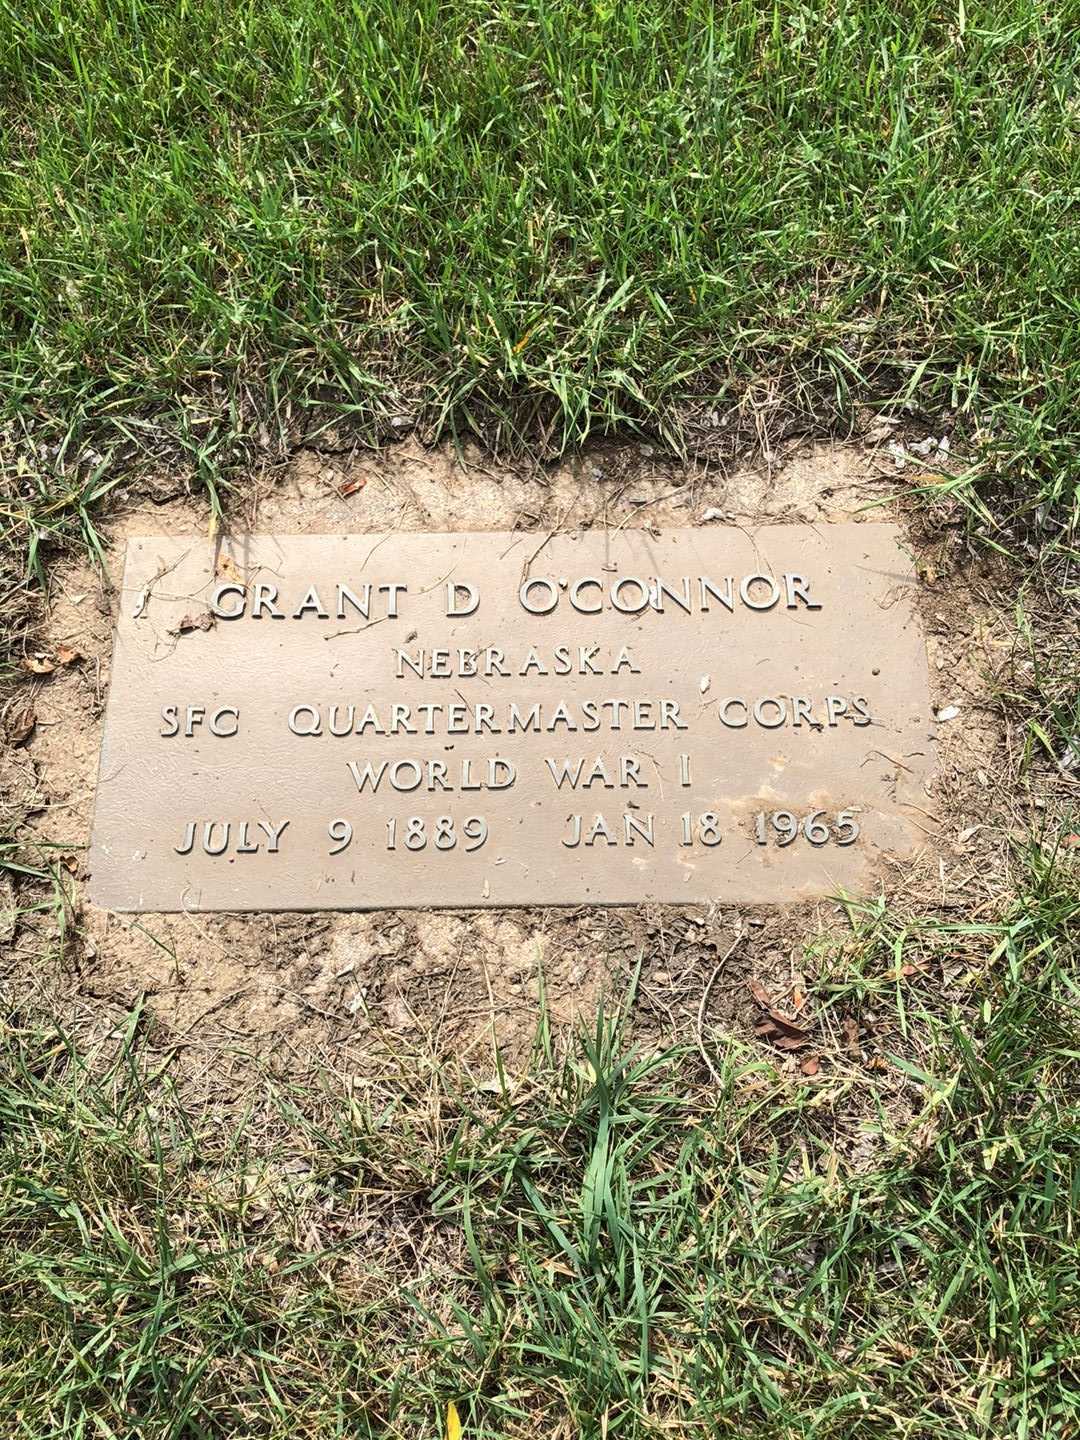 GRANT D O'CONNOR
NEBRASKA
SFC QUARTERMASTER CORPS
WORLD WAR I
JULY 9 1889 JAN 18 1965